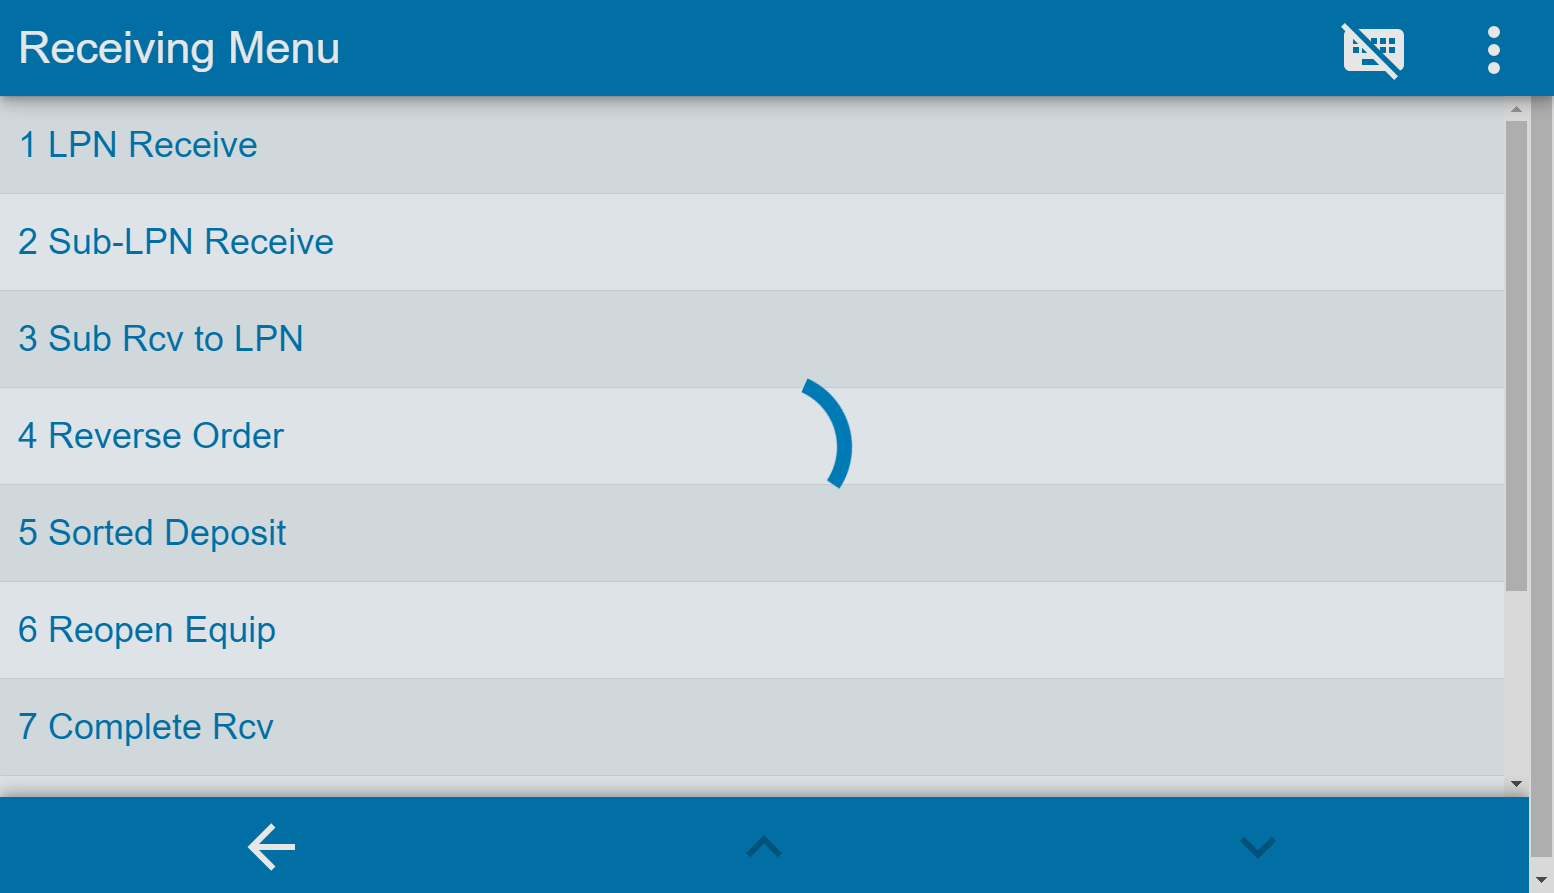 Receiving Menu
1 LPN Receive
2 Sub-LPN Receive
3 Sub Rcv to LPN
4 Reverse Order
5 Sorted Deposit
6 Reopen Equip
7 Complete Rcv